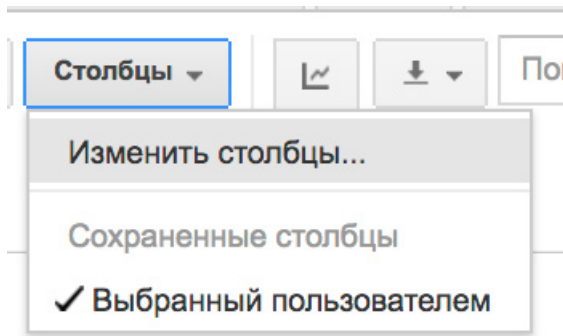 Столбцы
Изменить столбцы...
Сохраненные столбцы
Выбранный пользователем